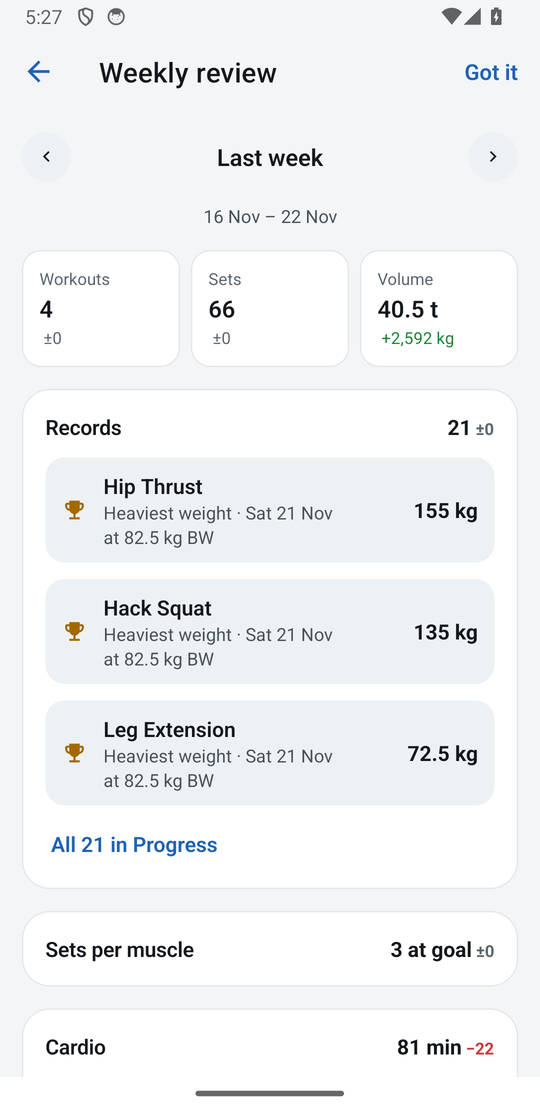 5:27
Weekly review
Got it
Last week
16 Nov – 22 Nov
Workouts
4
±0
Sets
66
±0
Volume
40.5 t
+2,592 kg
Records
21 ±0
Hip Thrust
Heaviest weight · Sat 21 Nov
at 82.5 kg BW
155 kg
Hack Squat
Heaviest weight · Sat 21 Nov
at 82.5 kg BW
135 kg
Leg Extension
Heaviest weight · Sat 21 Nov
at 82.5 kg BW
72.5 kg
All 21 in Progress
Sets per muscle
3 at goal ±0
Cardio
81 min −22